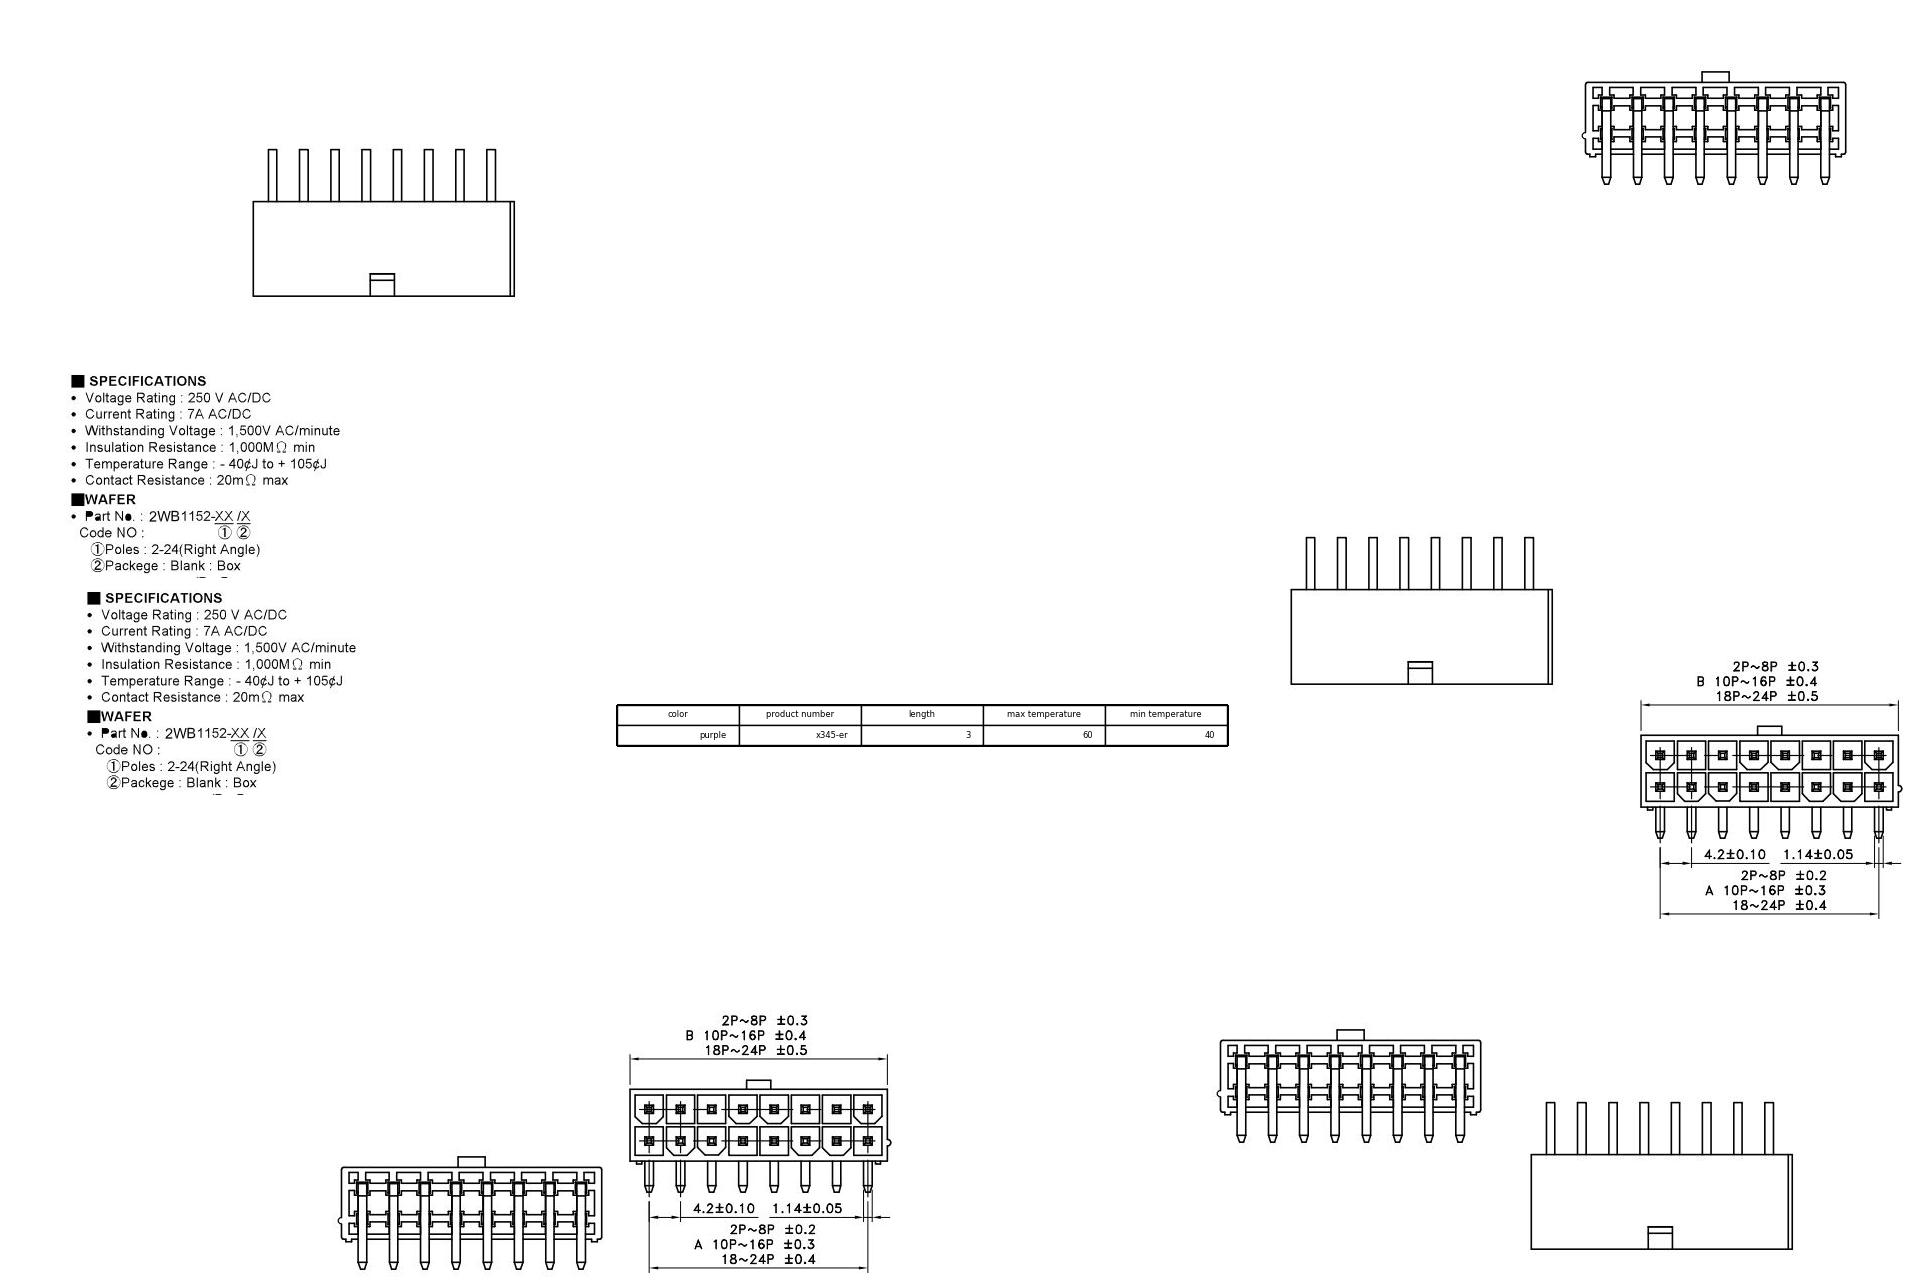 ■ SPECIFICATIONS
• Voltage Rating : 250 V AC/DC
• Current Rating : 7A AC/DC
• Withstanding Voltage : 1,500V AC/minute
• Insulation Resistance : 1,000MΩ min
• Temperature Range : - 40¢J to + 105¢J
• Contact Resistance : 20mΩ max
■WAFER
• Part No. : 2WB1152-XX /X
Code NO : ① ②
①Poles : 2-24(Right Angle)
②Packege : Blank : Box
■ SPECIFICATIONS
• Voltage Rating : 250 V AC/DC
• Current Rating : 7A AC/DC
• Withstanding Voltage : 1,500V AC/minute
• Insulation Resistance : 1,000MΩ min
• Temperature Range : - 40¢J to + 105¢J
• Contact Resistance : 20mΩ max
■WAFER
• Part No. : 2WB1152-XX /X
Code NO : ① ②
①Poles : 2-24(Right Angle)
②Packege : Blank : Box
color product number length max temperature min temperature
purple x345-er 3 60 40
2P~8P ±0.3
B 10P~16P ±0.4
18P~24P ±0.5
4.2±0.10 1.14±0.05
2P~8P ±0.2
A 10P~16P ±0.3
18~24P ±0.4
2P~8P ±0.3
B 10P~16P ±0.4
18P~24P ±0.5
4.2±0.10 1.14±0.05
2P~8P ±0.2
A 10P~16P ±0.3
18~24P ±0.4